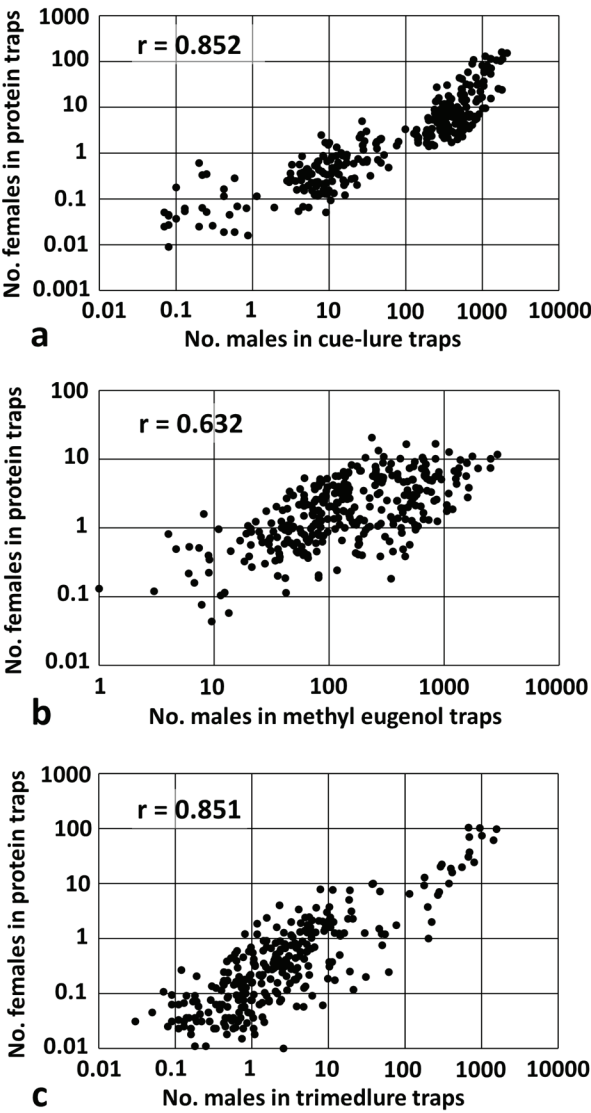 No. females in protein traps
1000
r = 0.852
100
10
1
0.1
0.01
0.001
0.01 0.1 1 10 100 1000 10000
a
No. males in cue-lure traps
No. females in protein traps
100
r = 0.632
10
1
0.1
0.01
1 10 100 1000 10000
b
No. males in methyl eugenol traps
No. females in protein traps
1000
r = 0.851
100
10
1
0.1
0.01
0.01 0.1 1 10 100 1000 10000
c
No. males in trimedlure traps